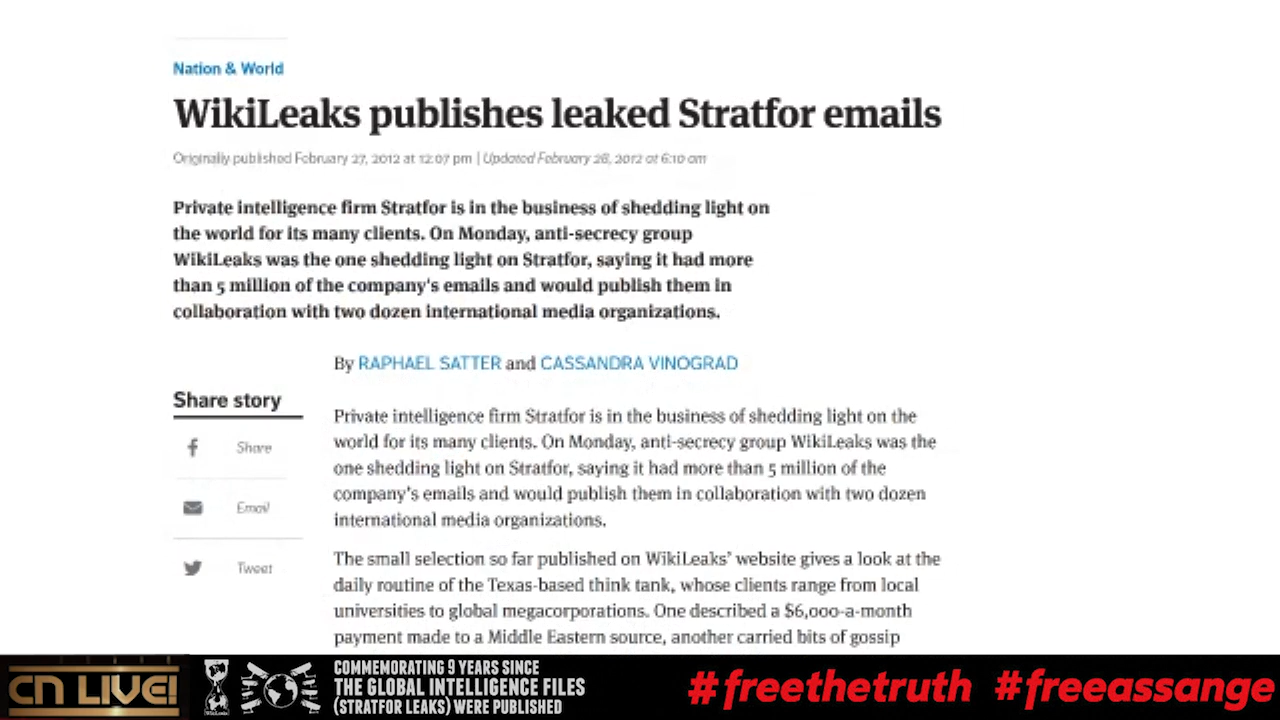 Nation & World
WikiLeaks publishes leaked Stratfor emails
Originally published February 27, 2012 at 12:07 pm | Updated February 28, 2012 at 6:10 am
Private intelligence firm Stratfor is in the business of shedding light on
the world for its many clients. On Monday, anti-secrecy group
WikiLeaks was the one shedding light on Stratfor, saying it had more
than 5 million of the company's emails and would publish them in
collaboration with two dozen international media organizations.
By RAPHAEL SATTER and CASSANDRA VINOGRAD
Share story
Share
Email
Tweet
Private intelligence firm Stratfor is in the business of shedding light on the
world for its many clients. On Monday, anti-secrecy group WikiLeaks was the
one shedding light on Stratfor, saying it had more than 5 million of the
company's emails and would publish them in collaboration with two dozen
international media organizations.
The small selection so far published on WikiLeaks' website gives a look at the
daily routine of the Texas-based think tank, whose clients range from local
universities to global megacorporations. One described a $6,000-a-month
payment made to a Middle Eastern source, another carried bits of gossip
CN LIVE!
WikiLeaks
COMMEMORATING 9 YEARS SINCE
THE GLOBAL INTELLIGENCE FILES
(STRATFOR LEAKS) WERE PUBLISHED
#freethetruth #freeassange